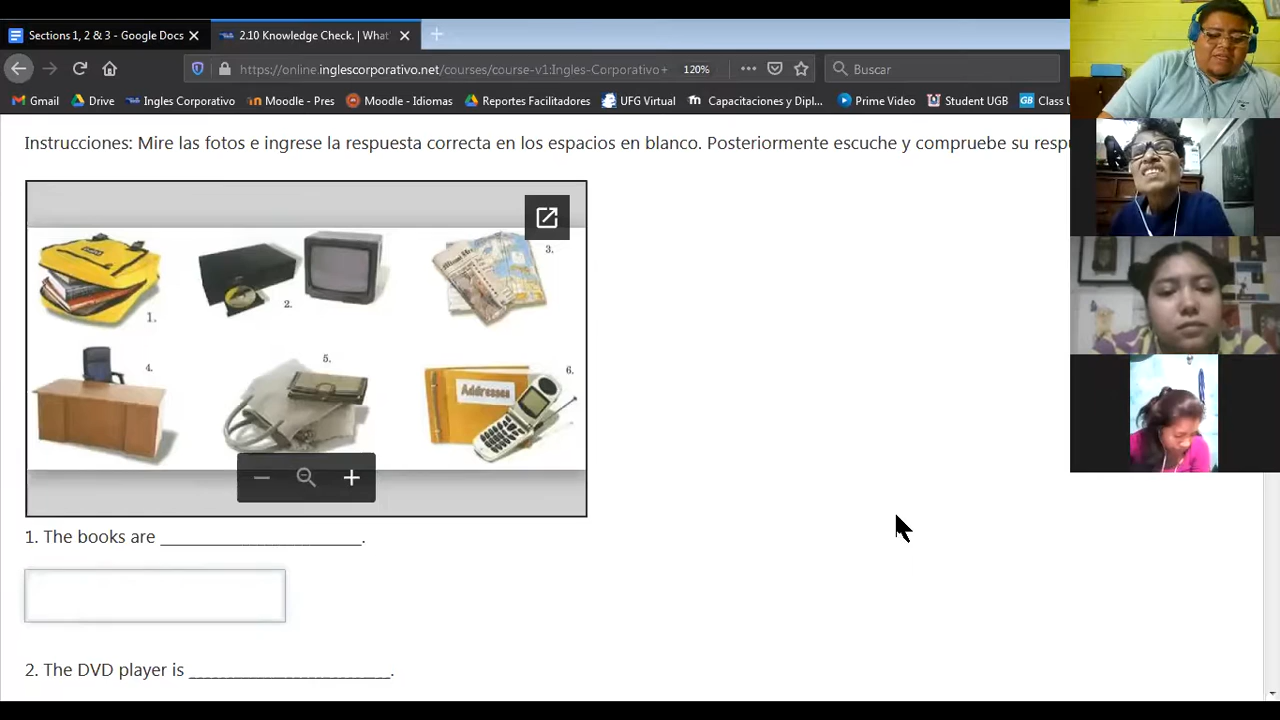 Sections 1, 2 & 3 - Google Docs
2.10 Knowledge Check. | What'
https://online.inglescorporativo.net/courses/course-v1:Ingles-Corporativo+
120%
Buscar
Gmail
Drive
Ingles Corporativo
Moodle - Pres
Moodle - Idiomas
Reportes Facilitadores
UFG Virtual
Capacitaciones y Dipl...
Prime Video
Student UGB
GB
Class U
Instrucciones: Mire las fotos e ingrese la respuesta correcta en los espacios en blanco. Posteriormente escuche y compruebe su resp
1.
2.
3.
4.
5.
6.
Addresses
1. The books are ________________________.
2. The DVD player is ________________________.